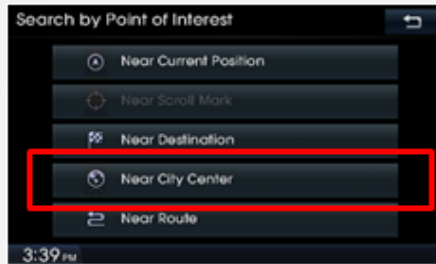 Search by Point of Interest
Near Current Position
Near Scroll Mark
Near Destination
Near City Center
Near Route
3:39 PM